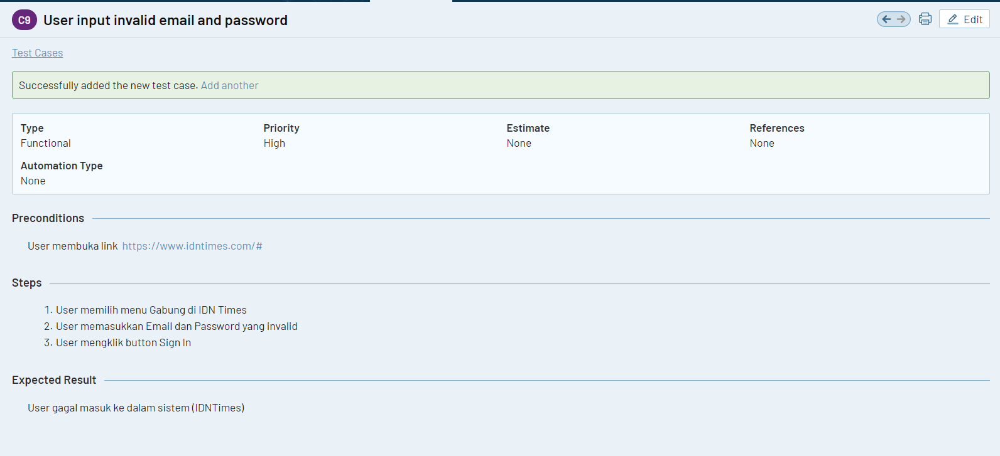 C9 User input invalid email and password
Edit
Test Cases
Successfully added the new test case. Add another
Type Priority Estimate References
Functional High None None
Automation Type
None
Preconditions
User membuka link https://www.idntimes.com/#
Steps
1. User memilih menu Gabung di IDN Times
2. User memasukkan Email dan Password yang invalid
3. User mengklik button Sign In
Expected Result
User gagal masuk ke dalam sistem (IDNTimes)